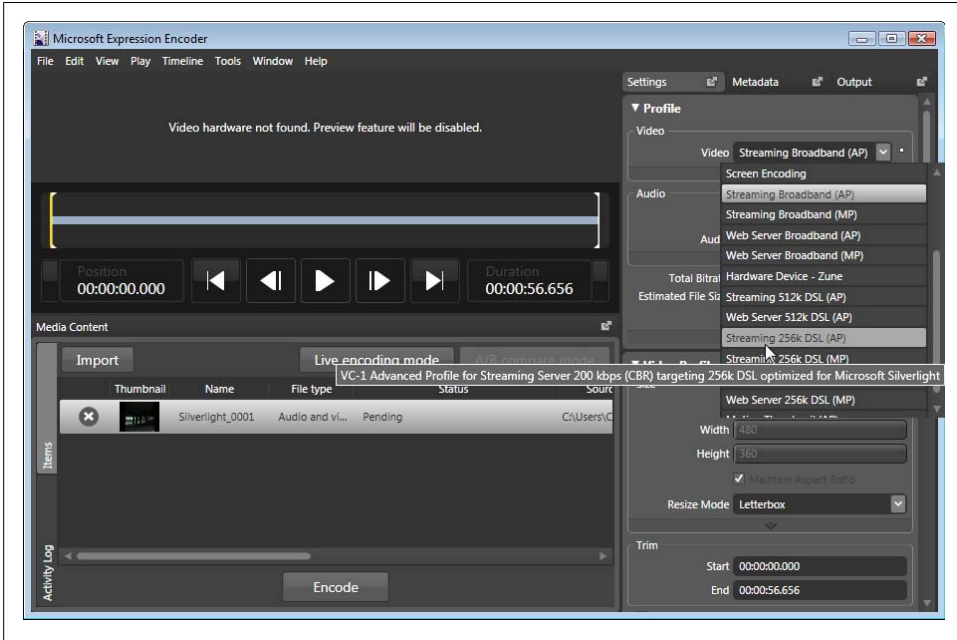 Microsoft Expression Encoder
File Edit View Play Timeline Tools Window Help
Settings Metadata Output
Video hardware not found. Preview feature will be disabled.
Position
00:00:00.000
Duration
00:00:56.656
Media Content
Import Live encoding mode A/B compare mode
Thumbnail Name File type Status Sourc
Silverlight_0001 Audio and vi... Pending C:\Users\C
Items
Activity Log
Encode
Profile
Video
Video Streaming Broadband (AP)
Screen Encoding
Streaming Broadband (AP)
Streaming Broadband (MP)
Web Server Broadband (AP)
Web Server Broadband (MP)
Hardware Device - Zune
Streaming 512k DSL (AP)
Web Server 512k DSL (AP)
Streaming 256k DSL (AP)
Streaming 256k DSL (MP)
VC-1 Advanced Profile for Streaming Server 200 kbps (CBR) targeting 256k DSL optimized for Microsoft Silverlight
Web Server 256k DSL (MP)
Audio
Aud
Total Bitrat
Estimated File Siz
Size
Width 480
Height 360
Maintain Aspect Ratio
Resize Mode Letterbox
Trim
Start 00:00:00.000
End 00:00:56.656